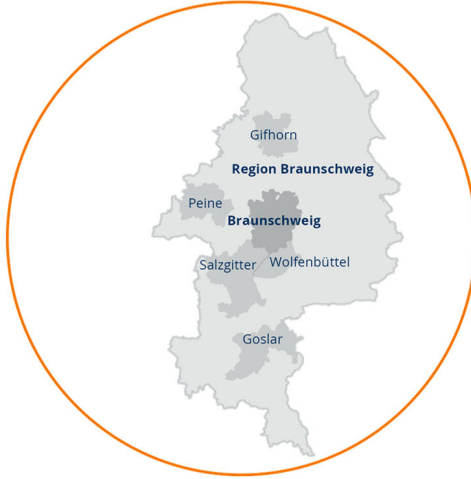 Gifhorn
Region Braunschweig
Peine
Braunschweig
Salzgitter
Wolfenbüttel
Goslar